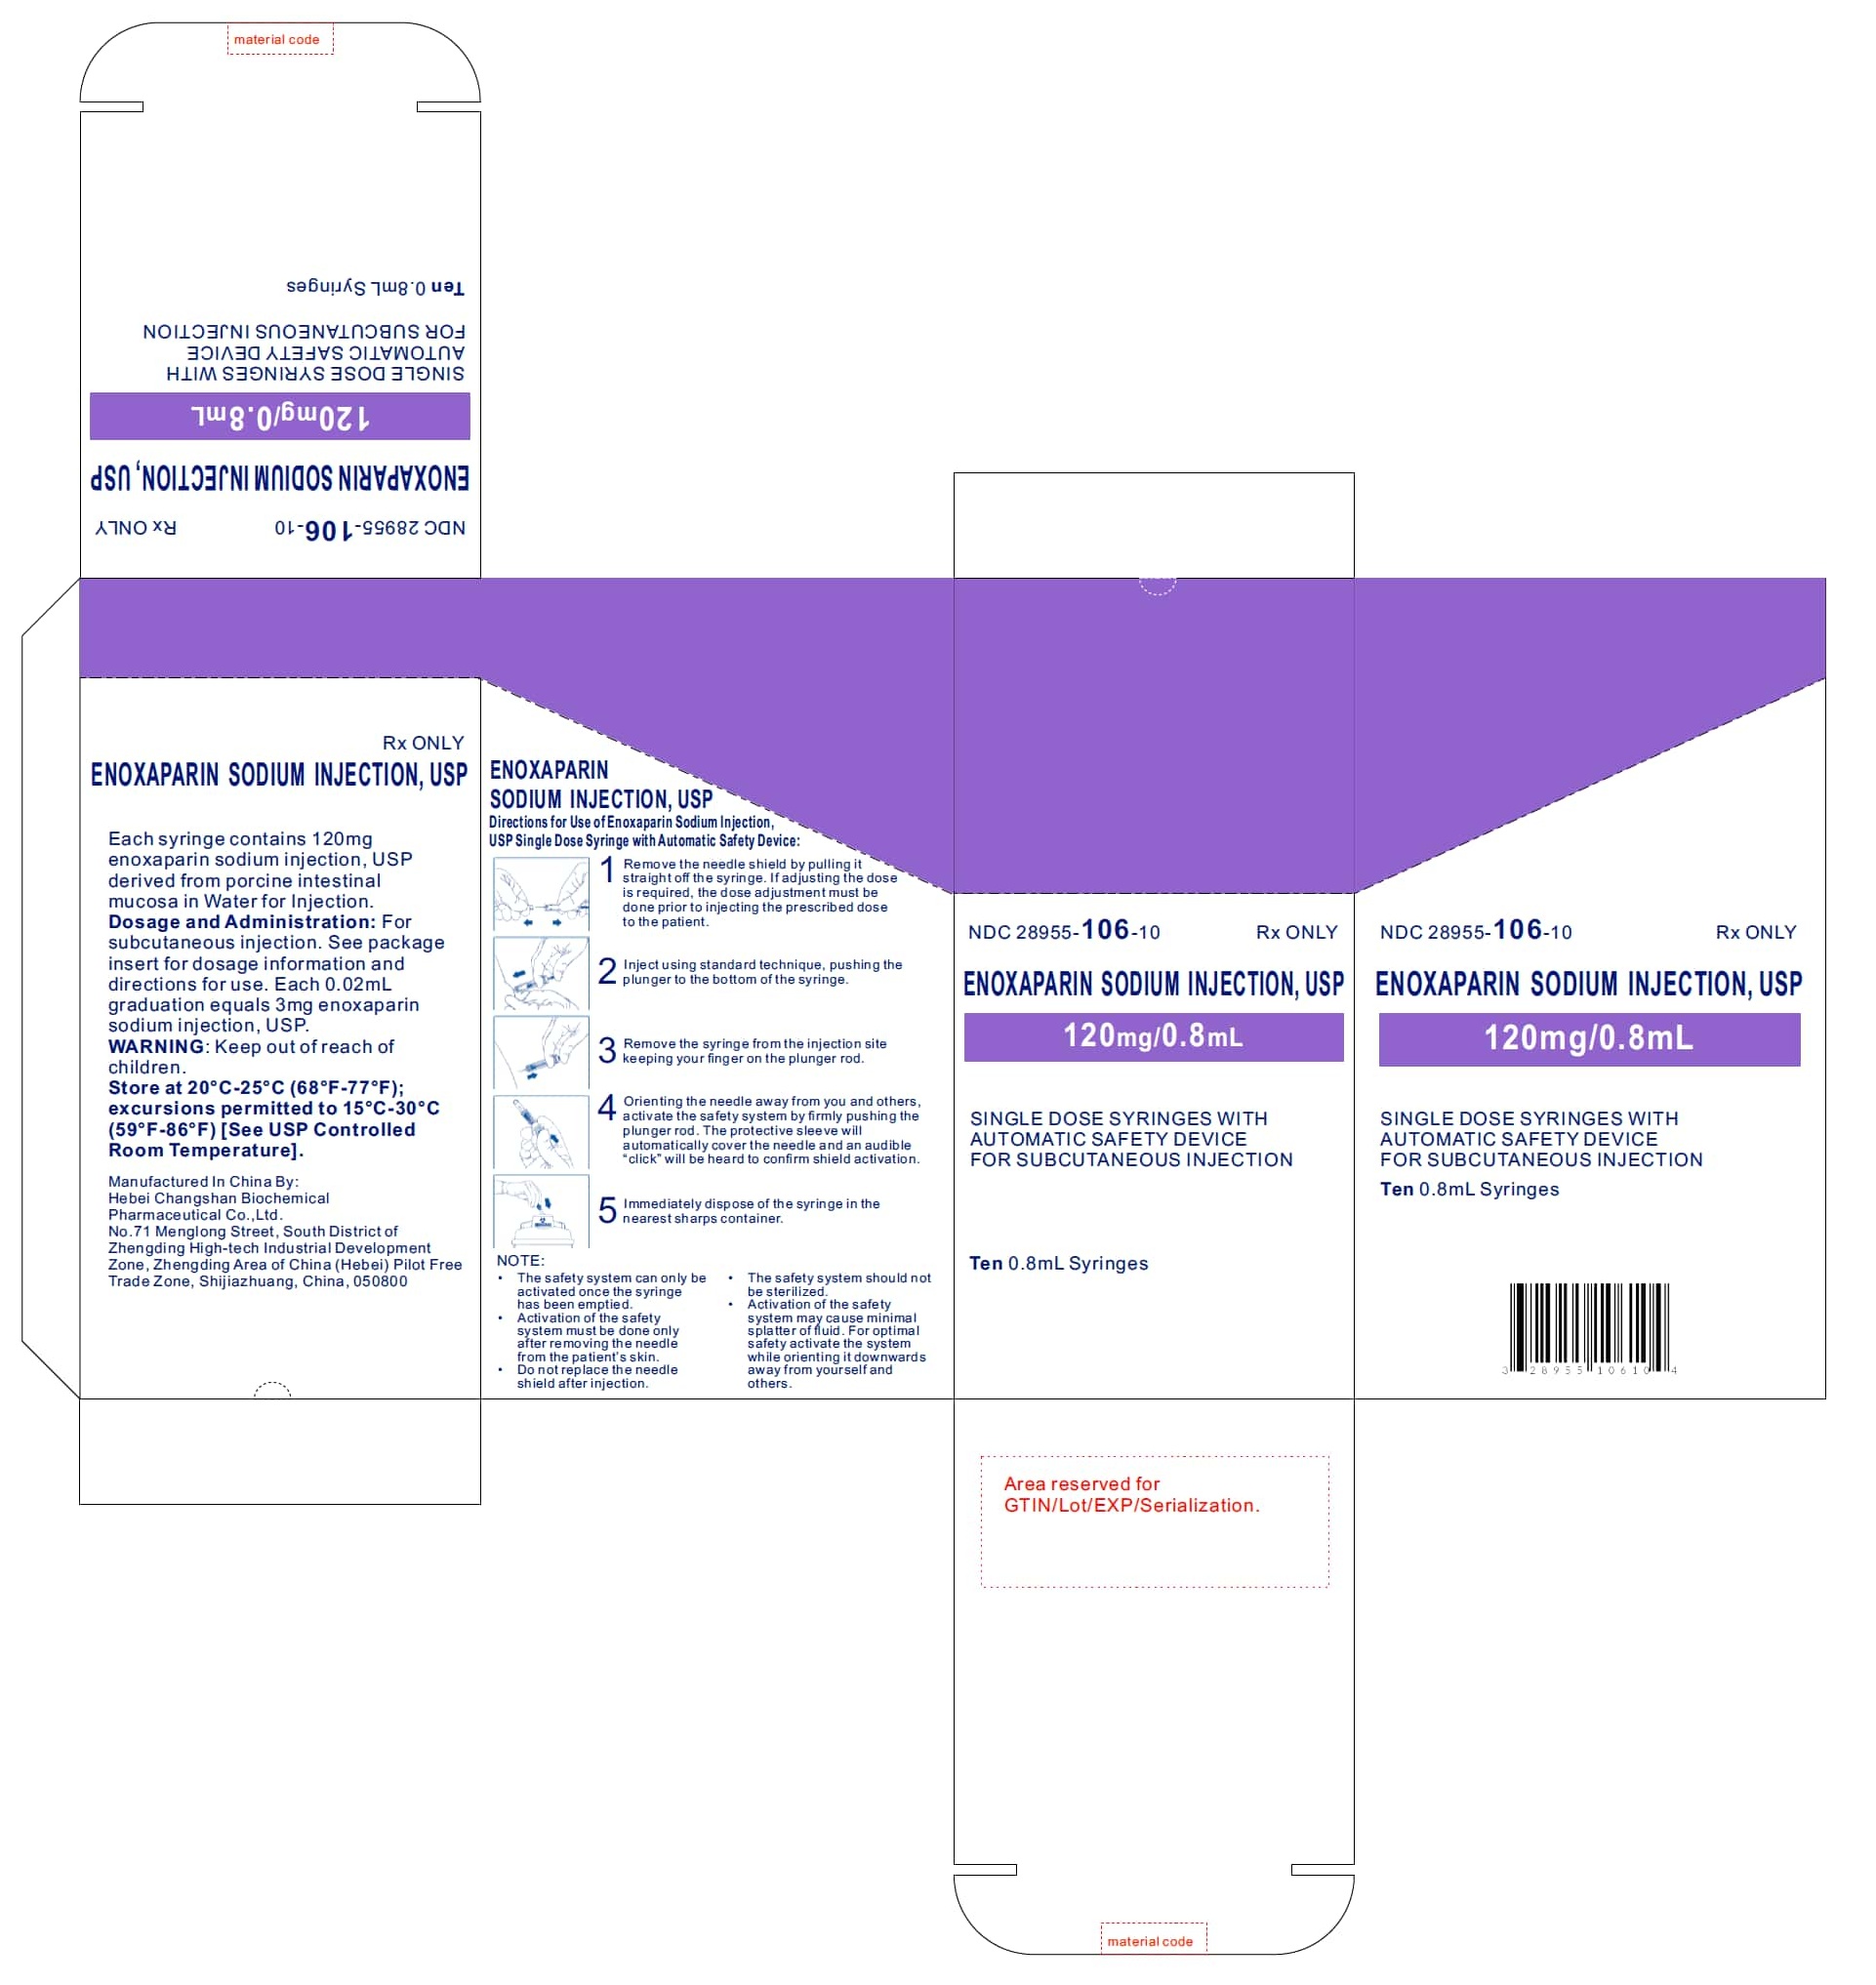 material code
Ten 0.8mL Syringes
SINGLE DOSE SYRINGES WITH
AUTOMATIC SAFETY DEVICE
FOR SUBCUTANEOUS INJECTION
120mg/0.8mL
ENOXAPARIN SODIUM INJECTION, USP
NDC 28955-106-10 Rx ONLY
Rx ONLY
ENOXAPARIN SODIUM INJECTION, USP
Each syringe contains 120mg
enoxaparin sodium injection, USP
derived from porcine intestinal
mucosa in Water for Injection.
Dosage and Administration: For
subcutaneous injection. See package
insert for dosage information and
directions for use. Each 0.02mL
graduation equals 3mg enoxaparin
sodium injection, USP.
WARNING: Keep out of reach of
children.
Store at 20°C-25°C (68°F-77°F);
excursions permitted to 15°C-30°C
(59°F-86°F) [See USP Controlled
Room Temperature].
Manufactured In China By:
Hebei Changshan Biochemical
Pharmaceutical Co.,Ltd.
No.71 Menglong Street, South District of
Zhengding High-tech Industrial Development
Zone, Zhengding Area of China (Hebei) Pilot Free
Trade Zone, Shijiazhuang, China, 050800
ENOXAPARIN
SODIUM INJECTION, USP
Directions for Use of Enoxaparin Sodium Injection,
USP Single Dose Syringe with Automatic Safety Device:
1 Remove the needle shield by pulling it
straight off the syringe. If adjusting the dose
is required, the dose adjustment must be
done prior to injecting the prescribed dose
to the patient.
2 Inject using standard technique, pushing the
plunger to the bottom of the syringe.
3 Remove the syringe from the injection site
keeping your finger on the plunger rod.
4 Orienting the needle away from you and others,
activate the safety system by firmly pushing the
plunger rod. The protective sleeve will
automatically cover the needle and an audible
“click” will be heard to confirm shield activation.
5 Immediately dispose of the syringe in the
nearest sharps container.
NOTE:
• The safety system can only be
activated once the syringe
has been emptied.
• Activation of the safety
system must be done only
after removing the needle
from the patient's skin.
• Do not replace the needle
shield after injection.
• The safety system should not
be sterilized.
• Activation of the safety
system may cause minimal
splatter of fluid. For optimal
safety activate the system
while orienting it downwards
away from yourself and
others.
NDC 28955-106-10 Rx ONLY
ENOXAPARIN SODIUM INJECTION, USP
120mg/0.8mL
SINGLE DOSE SYRINGES WITH
AUTOMATIC SAFETY DEVICE
FOR SUBCUTANEOUS INJECTION
Ten 0.8mL Syringes
NDC 28955-106-10 Rx ONLY
ENOXAPARIN SODIUM INJECTION, USP
120mg/0.8mL
SINGLE DOSE SYRINGES WITH
AUTOMATIC SAFETY DEVICE
FOR SUBCUTANEOUS INJECTION
Ten 0.8mL Syringes
3 28955 10610 4
Area reserved for
GTIN/Lot/EXP/Serialization.
material code